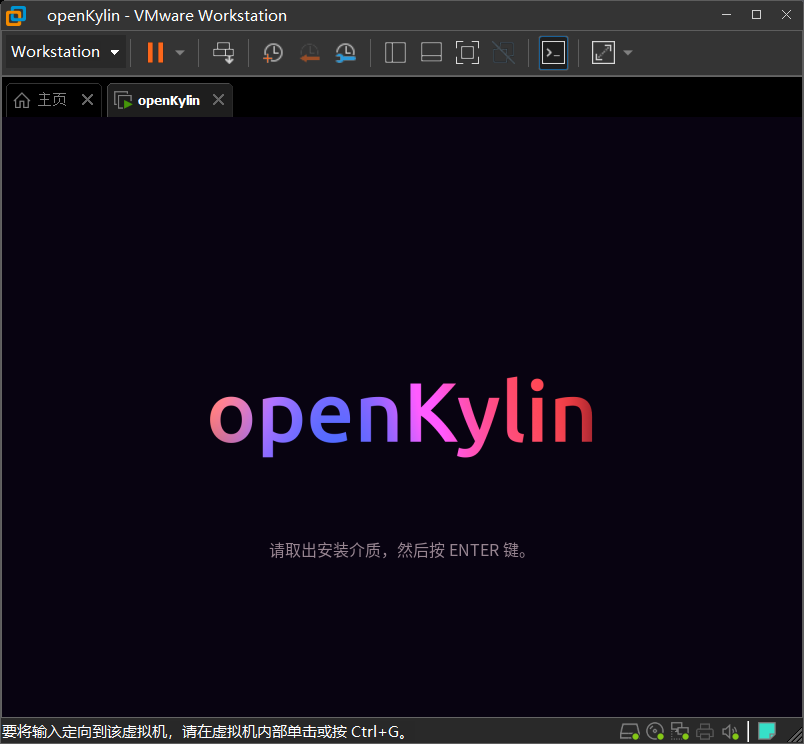 openKylin - VMware Workstation
Workstation
主页
openKylin
openKylin
请取出安装介质，然后按 ENTER 键。
要将输入定向到该虚拟机，请在虚拟机内部单击或按 Ctrl+G。